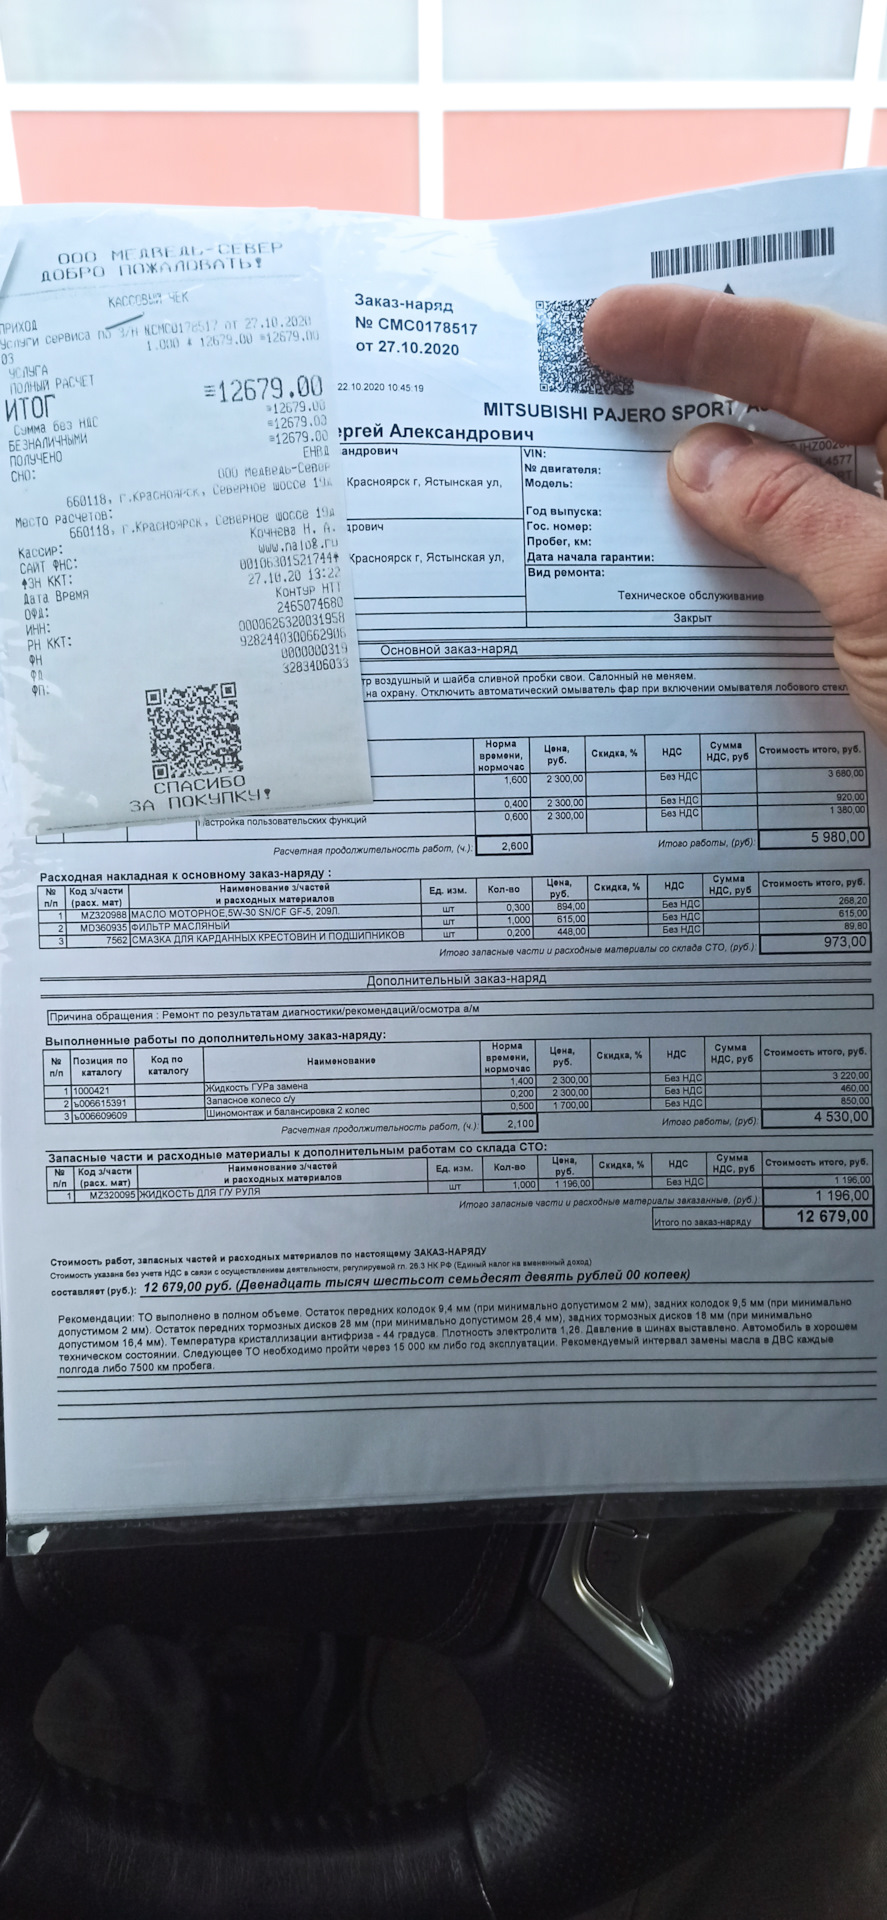 ООО МЕДВЕДЬ-СЕВЕР
ДОБРО ПОЖАЛОВАТЬ!
КАССОВЫЙ ЧЕК
ПРИХОД
Услуги сервиса по З/Н №СМС0178517 от 27.10.2020
03
1.000 * 12679.00 =12679.00
УСЛУГА
ПОЛНЫЙ РАСЧЕТ
ИТОГ =12679.00
Сумма без НДС =12679.00
БЕЗНАЛИЧНЫМИ =12679.00
ПОЛУЧЕНО =12679.00
СНО: ЕНВД
ООО Медведь-Север
660118, г.Красноярск, Северное шоссе 19д
Место расчетов:
660118, г.Красноярск, Северное шоссе 19д
Кассир: Кочнева Н. А.
САЙТ ФНС: www.nalog.ru
ЗН ККТ: 00106301521744
Дата Время 27.10.20 13:22
ОФД: Контур НТТ
ИНН: 2465074680
РН ККТ: 0000626320031958
ФН 9282440300662906
ФД 0000000319
ФП: 3283406033
СПАСИБО
ЗА ПОКУПКУ!
Заказ-наряд
№ СМС0178517
от 27.10.2020
22.10.2020 10:45:19
MITSUBISHI PAJERO SPORT
ергей Александрович
андрович
Красноярск г, Ястынская ул,
дрович
Красноярск г, Ястынская ул,
VIN:
№ двигателя:
Модель:
Год выпуска:
Гос. номер:
Пробег, км:
Дата начала гарантии:
Вид ремонта:
Техническое обслуживание
Закрыт
Основной заказ-наряд
тр воздушный и шайба сливной пробки свои. Салонный не меняем.
на охрану. Отключить автоматический омыватель фар при включении омывателя лобового стекл
Норма времени, нормочас Цена, руб. Скидка, % НДС Сумма НДС, руб Стоимость итого, руб.
1,600 2 300,00 Без НДС 3 680,00
0,400 2 300,00 Без НДС 920,00
Настройка пользовательских функций 0,600 2 300,00 Без НДС 1 380,00
Расчетная продолжительность работ, (ч.): 2,600 Итого работы, (руб): 5 980,00
Расходная накладная к основному заказ-наряду :
№ п/п Код з/части (расх. мат) Наименование з/частей и расходных материалов Ед. изм. Кол-во Цена, руб. Скидка, % НДС Сумма НДС, руб Стоимость итого, руб.
1 MZ320988 МАСЛО МОТОРНОЕ,5W-30 SN/CF GF-5, 209Л. шт 0,300 894,00 Без НДС 268,20
2 MD360935 ФИЛЬТР МАСЛЯНЫЙ шт 1,000 615,00 Без НДС 615,00
3 7562 СМАЗКА ДЛЯ КАРДАННЫХ КРЕСТОВИН И ПОДШИПНИКОВ шт 0,200 448,00 Без НДС 89,80
Итого запасные части и расходные материалы со склада СТО, (руб.): 973,00
Дополнительный заказ-наряд
Причина обращения : Ремонт по результатам диагностики/рекомендаций/осмотра а/м
Выполненные работы по дополнительному заказ-наряду:
№ п/п Позиция по каталогу Код по каталогу Наименование Норма времени, нормочас Цена, руб. Скидка, % НДС Сумма НДС, руб Стоимость итого, руб.
1 1000421 Жидкость ГУРа замена 1,400 2 300,00 Без НДС 3 220,00
2 ъ006615391 Запасное колесо с/у 0,200 2 300,00 Без НДС 460,00
3 ъ006609609 Шиномонтаж и балансировка 2 колес 0,500 1 700,00 Без НДС 850,00
Расчетная продолжительность работ, (ч.): 2,100 Итого работы, (руб): 4 530,00
Запасные части и расходные материалы к дополнительным работам со склада СТО:
№ п/п Код з/части (расх. мат) Наименование з/частей и расходных материалов Ед. изм. Кол-во Цена, руб. Скидка, % НДС Сумма НДС, руб Стоимость итого, руб.
1 MZ320095 ЖИДКОСТЬ ДЛЯ Г/У РУЛЯ шт 1,000 1 196,00 Без НДС 1 196,00
Итого запасные части и расходные материалы заказанные, (руб.) 1 196,00
Итого по заказ-наряду 12 679,00
Стоимость работ, запасных частей и расходных материалов по настоящему ЗАКАЗ-НАРЯДУ
Стоимость указана без учета НДС в связи с осуществлением деятельности, регулируемой гл. 26.3 НК РФ (Единый налог на вмененный доход)
составляет (руб.): 12 679,00 руб. (Двенадцать тысяч шестьсот семьдесят девять рублей 00 копеек)
Рекомендации: ТО выполнено в полном объеме. Остаток передних колодок 9,4 мм (при минимально допустимом 2 мм), задних колодок 9,5 мм (при минимально
допустимом 2 мм). Остаток передних тормозных дисков 28 мм (при минимально допустимом 26,4 мм), задних тормозных дисков 18 мм (при минимально
допустимом 16,4 мм). Температура кристаллизации антифриза - 44 градуса. Плотность электролита 1,26. Давление в шинах выставлено. Автомобиль в хорошем
техническом состоянии. Следующее ТО необходимо пройти через 15 000 км либо год эксплуатации. Рекомендуемый интервал замены масла в ДВС каждые
полгода либо 7500 км пробега.